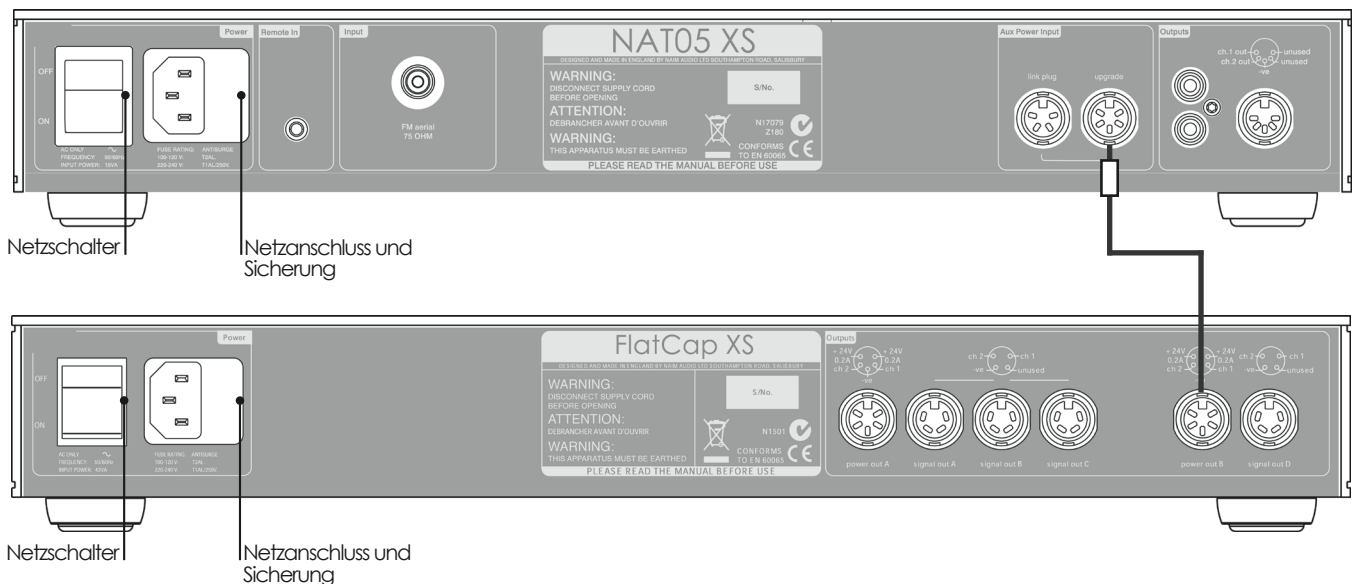 Power
OFF
ON
AC ONLY
FREQUENCY: 50/60Hz
INPUT POWER: 18VA
FUSE RATING: ANTISURGE
100-120 V: T2AL.
220-240 V: T1AL/250V.
Remote In
Input
FM aerial
75 OHM
NAT05 XS
DESIGNED AND MADE IN ENGLAND BY NAIM AUDIO LTD SOUTHAMPTON ROAD, SALISBURY
WARNING:
DISCONNECT SUPPLY CORD
BEFORE OPENING
ATTENTION:
DEBRANCHER AVANT D'OUVRIR
WARNING:
THIS APPARATUS MUST BE EARTHED
S/No.
N17079
Z180
CONFORMS
TO EN 60065
CE
PLEASE READ THE MANUAL BEFORE USE
Aux Power Input
link plug
upgrade
Outputs
ch.1 out
unused
ch.2 out
unused
-ve
Netzschalter
Netzanschluss und
Sicherung
Power
OFF
ON
AC ONLY
FREQUENCY: 50/60Hz
INPUT POWER: 40VA
FUSE RATING: ANTISURGE
100-120 V: T2AL.
220-240 V: T1AL/250V.
FlatCap XS
DESIGNED AND MADE IN ENGLAND BY NAIM AUDIO LTD SOUTHAMPTON ROAD, SALISBURY
WARNING:
DISCONNECT SUPPLY CORD
BEFORE OPENING
ATTENTION:
DEBRANCHER AVANT D'OUVRIR
WARNING:
THIS APPARATUS MUST BE EARTHED
S/No.
N1501
CONFORMS
TO EN 60065
CE
PLEASE READ THE MANUAL BEFORE USE
Outputs
+ 24V + 24V
0.2A 0.2A
ch 2 ch 1
-ve
ch 2 ch 1
-ve unused
+ 24V + 24V
0.2A 0.2A
ch 2 ch 1
ch 2 ch 1
-ve unused
power out A
signal out A
signal out B
signal out C
power out B
signal out D
Netzschalter
Netzanschluss und
Sicherung